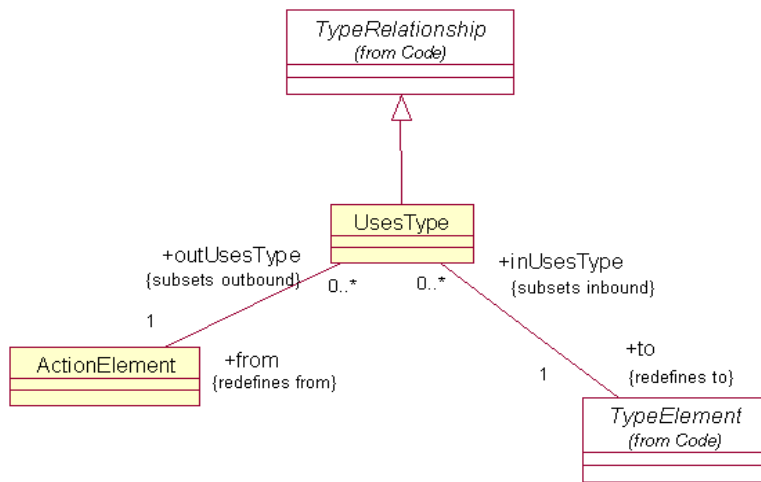 TypeRelationship
(from Code)
UsesType
+outUsesType
{subsets outbound}
0..*
0..*
+inUsesType
{subsets inbound}
1
ActionElement
+from
{redefines from}
+to
1
{redefines to}
TypeElement
(from Code)